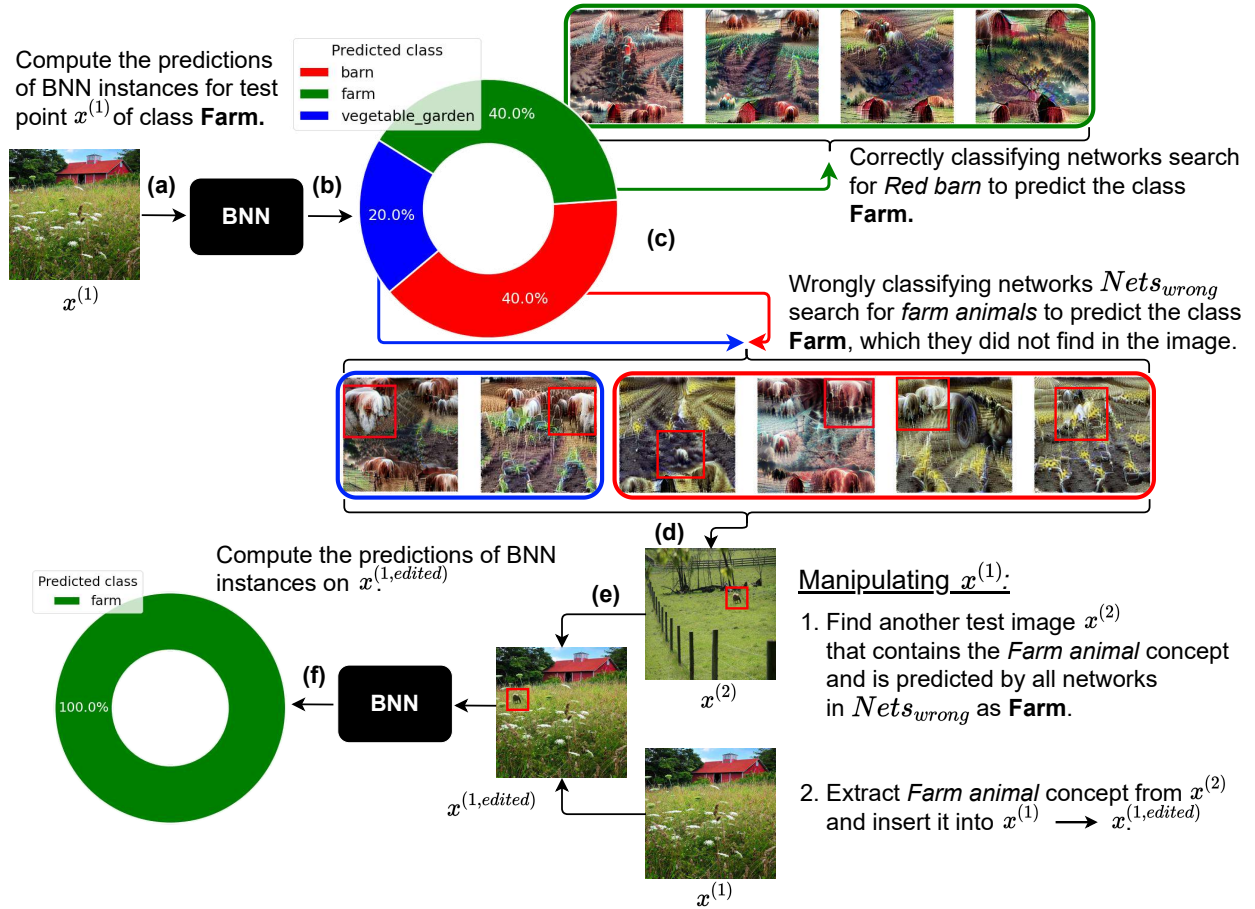 Compute the predictions
of BNN instances for test
point x^(1) of class Farm.
Predicted class
barn
farm
vegetable_garden
40.0%
20.0%
40.0%
(a)
BNN
(b)
x^(1)
(c)
Correctly classifying networks search
for Red barn to predict the class
Farm.
Wrongly classifying networks Nets_wrong
search for farm animals to predict the class
Farm, which they did not find in the image.
(d)
Compute the predictions of BNN
instances on x^(1,edited).
Predicted class
farm
100.0%
(f)
BNN
(e)
x^(1,edited)
x^(2)
x^(1)
Manipulating x^(1):
1. Find another test image x^(2)
that contains the Farm animal concept
and is predicted by all networks
in Nets_wrong as Farm.
2. Extract Farm animal concept from x^(2)
and insert it into x^(1) ⟶ x^(1,edited).